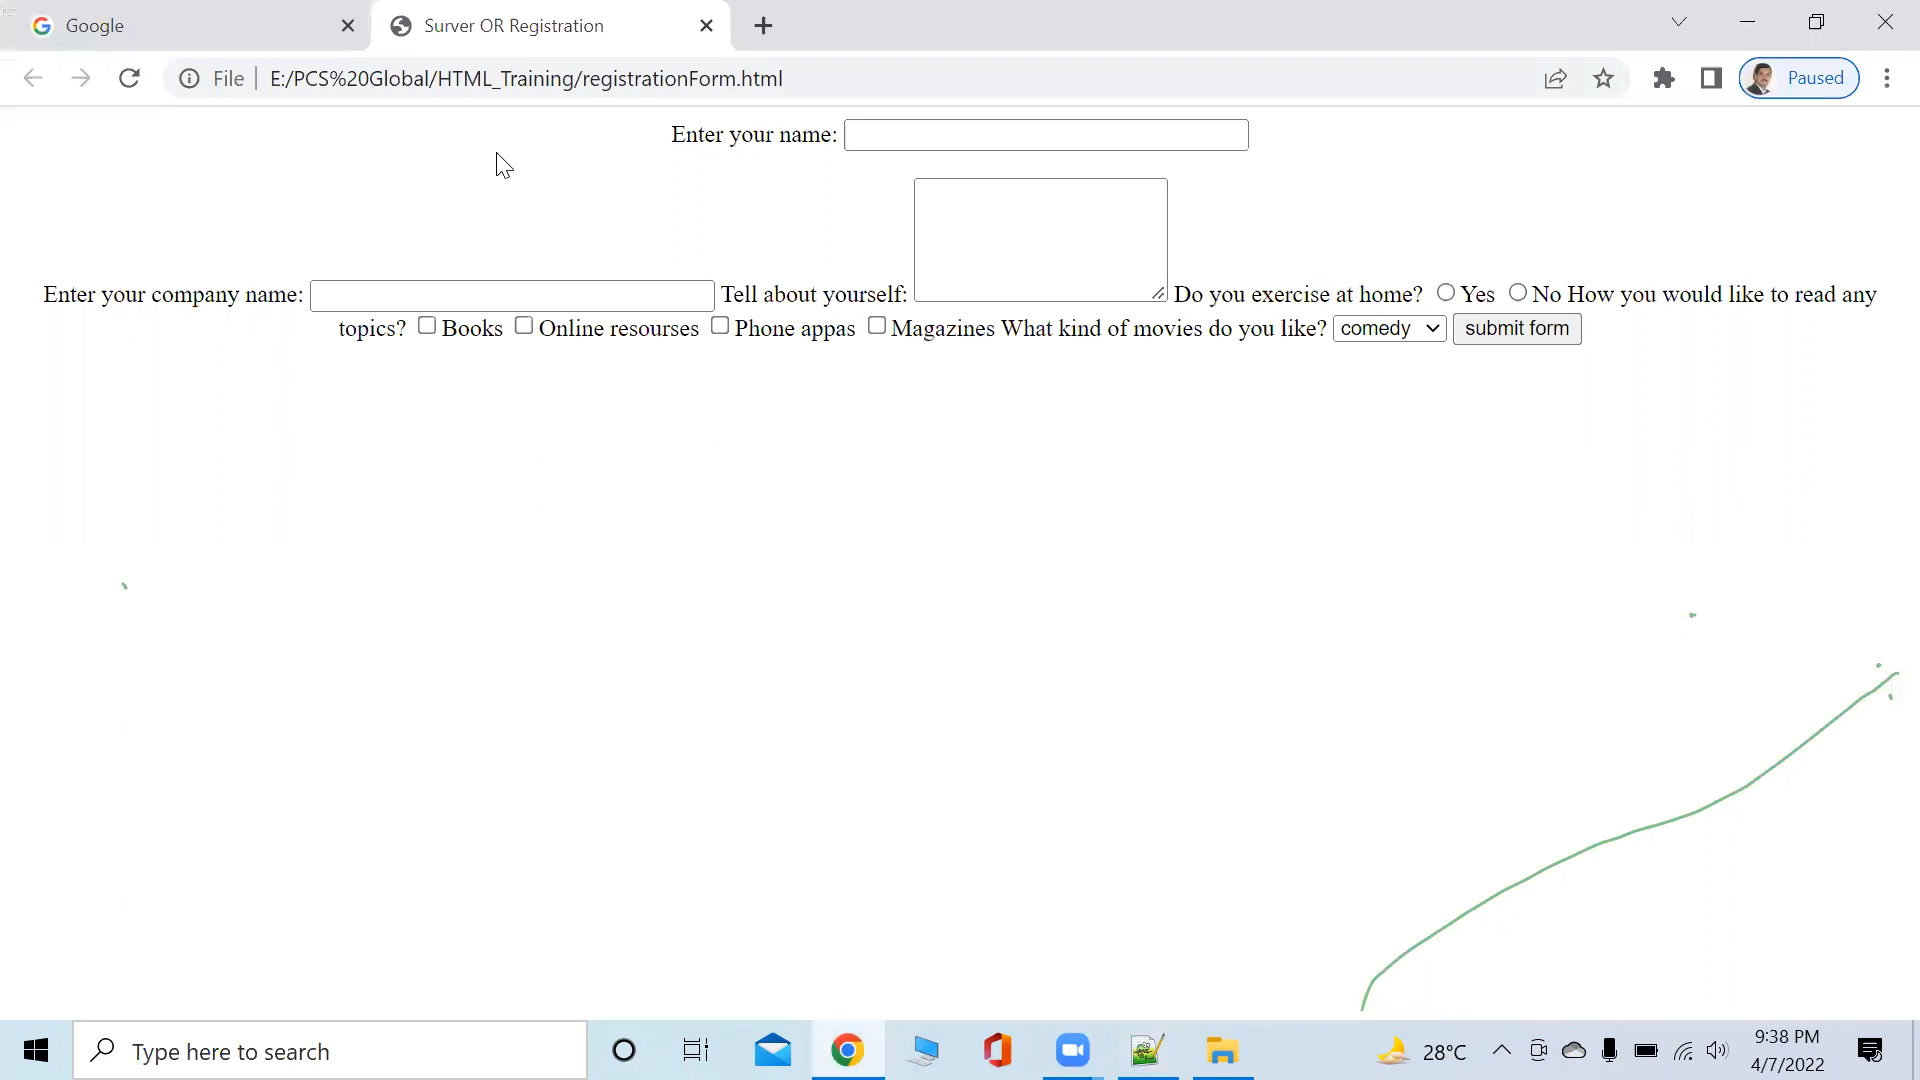 Google
Surver OR Registration
File
E:/PCS%20Global/HTML_Training/registrationForm.html
Paused
Enter your name:
Enter your company name: Tell about yourself: Do you exercise at home? Yes No How you would like to read any
topics? Books Online resourses Phone appas Magazines What kind of movies do you like? comedy submit form
Type here to search
28°C
9:38 PM
4/7/2022